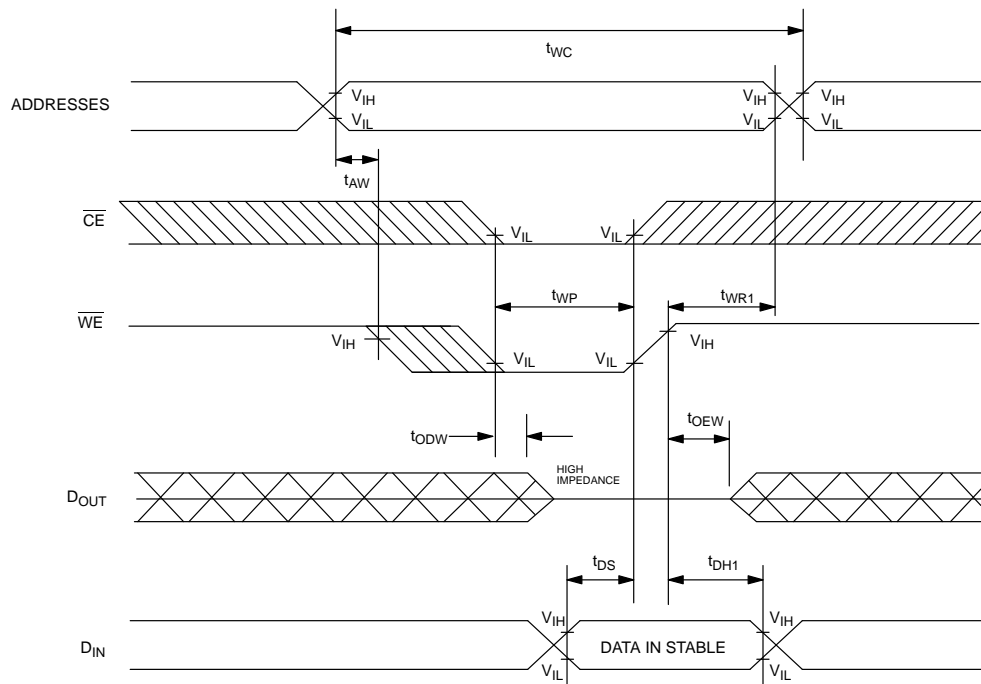 tWC
ADDRESSES
VIH
VIL
VIH
VIL
VIH
VIL
tAW
CE
VIL
VIL
tWP
tWR1
WE
VIH
VIL
VIL
VIH
tODW
tOEW
HIGH
IMPEDANCE
DOUT
tDS
tDH1
VIH
VIH
DIN
DATA IN STABLE
VIL
VIL